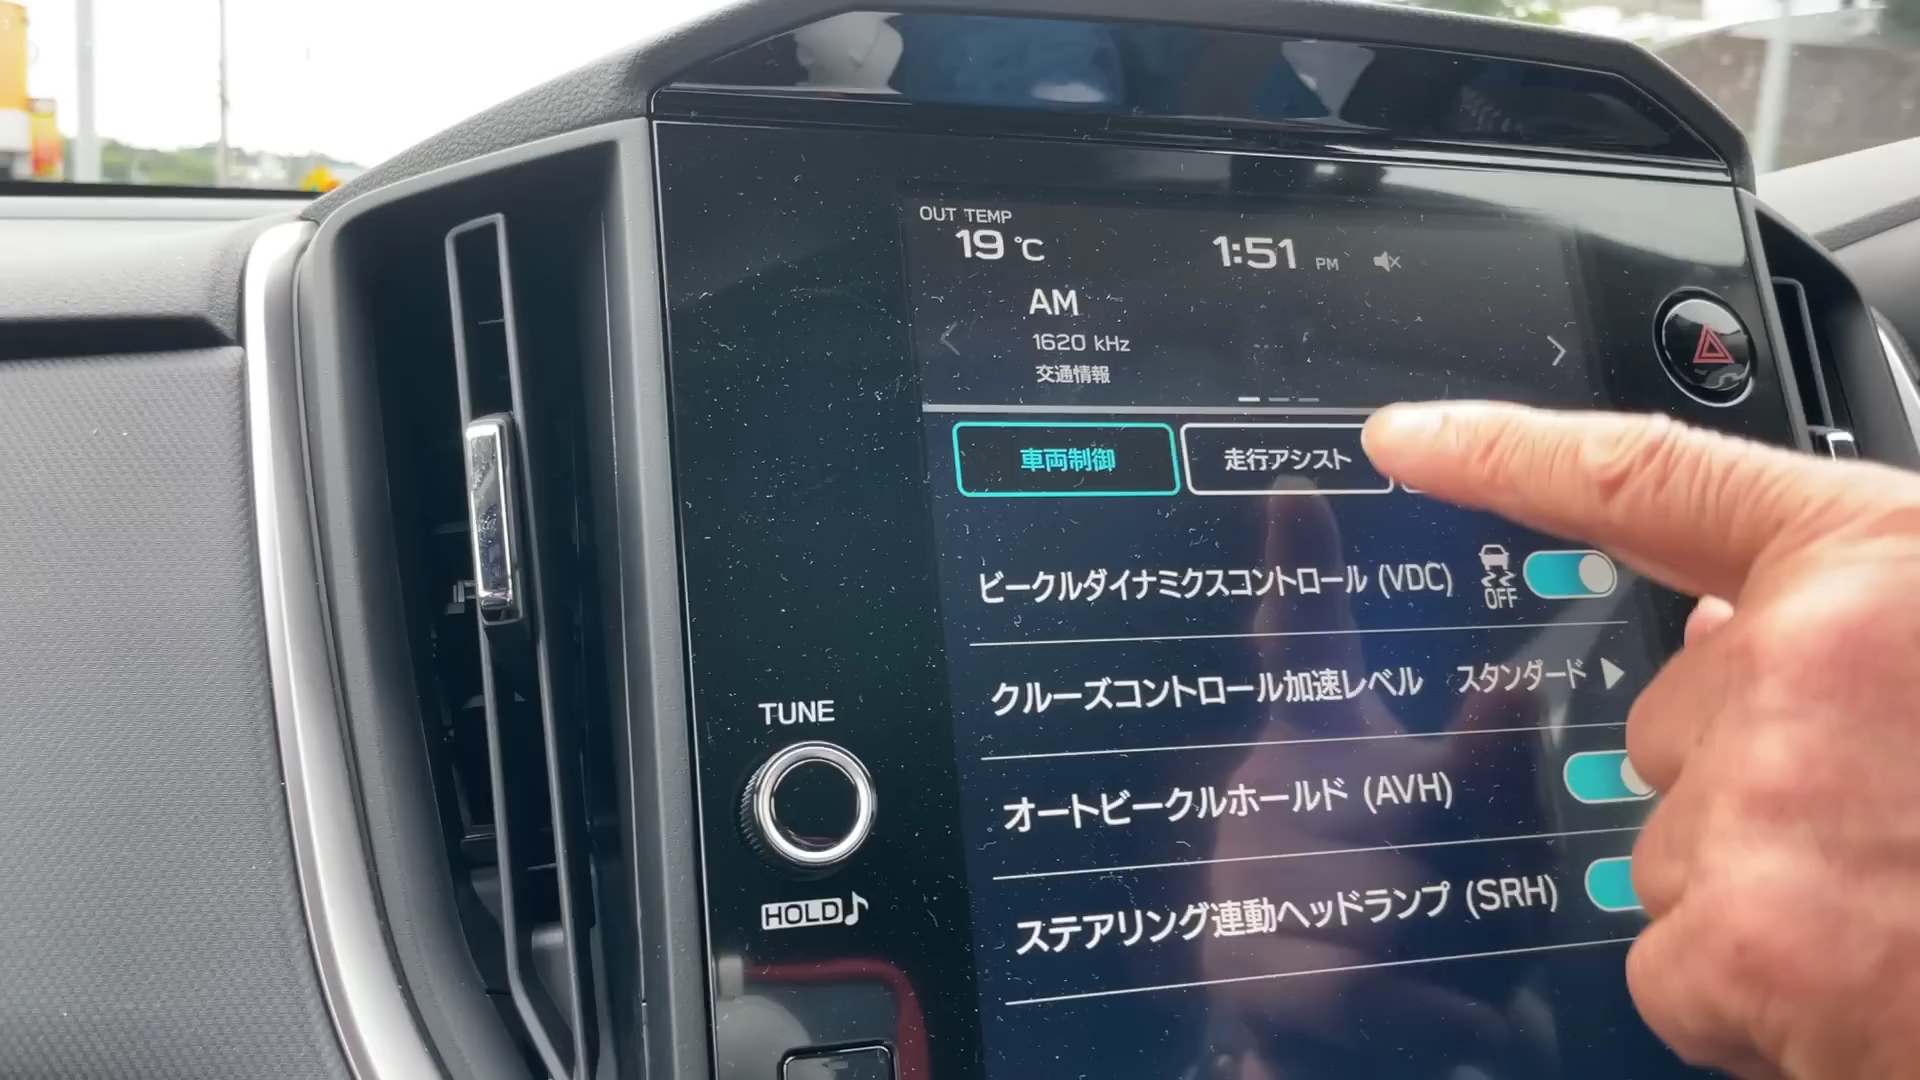 OUT TEMP
19 ℃
1:51 PM
AM
1620 kHz
交通情報
車両制御
走行アシスト
ビークルダイナミクスコントロール (VDC)
OFF
クルーズコントロール加速レベル スタンダード
オートビークルホールド (AVH)
ステアリング連動ヘッドランプ (SRH)
TUNE
HOLD